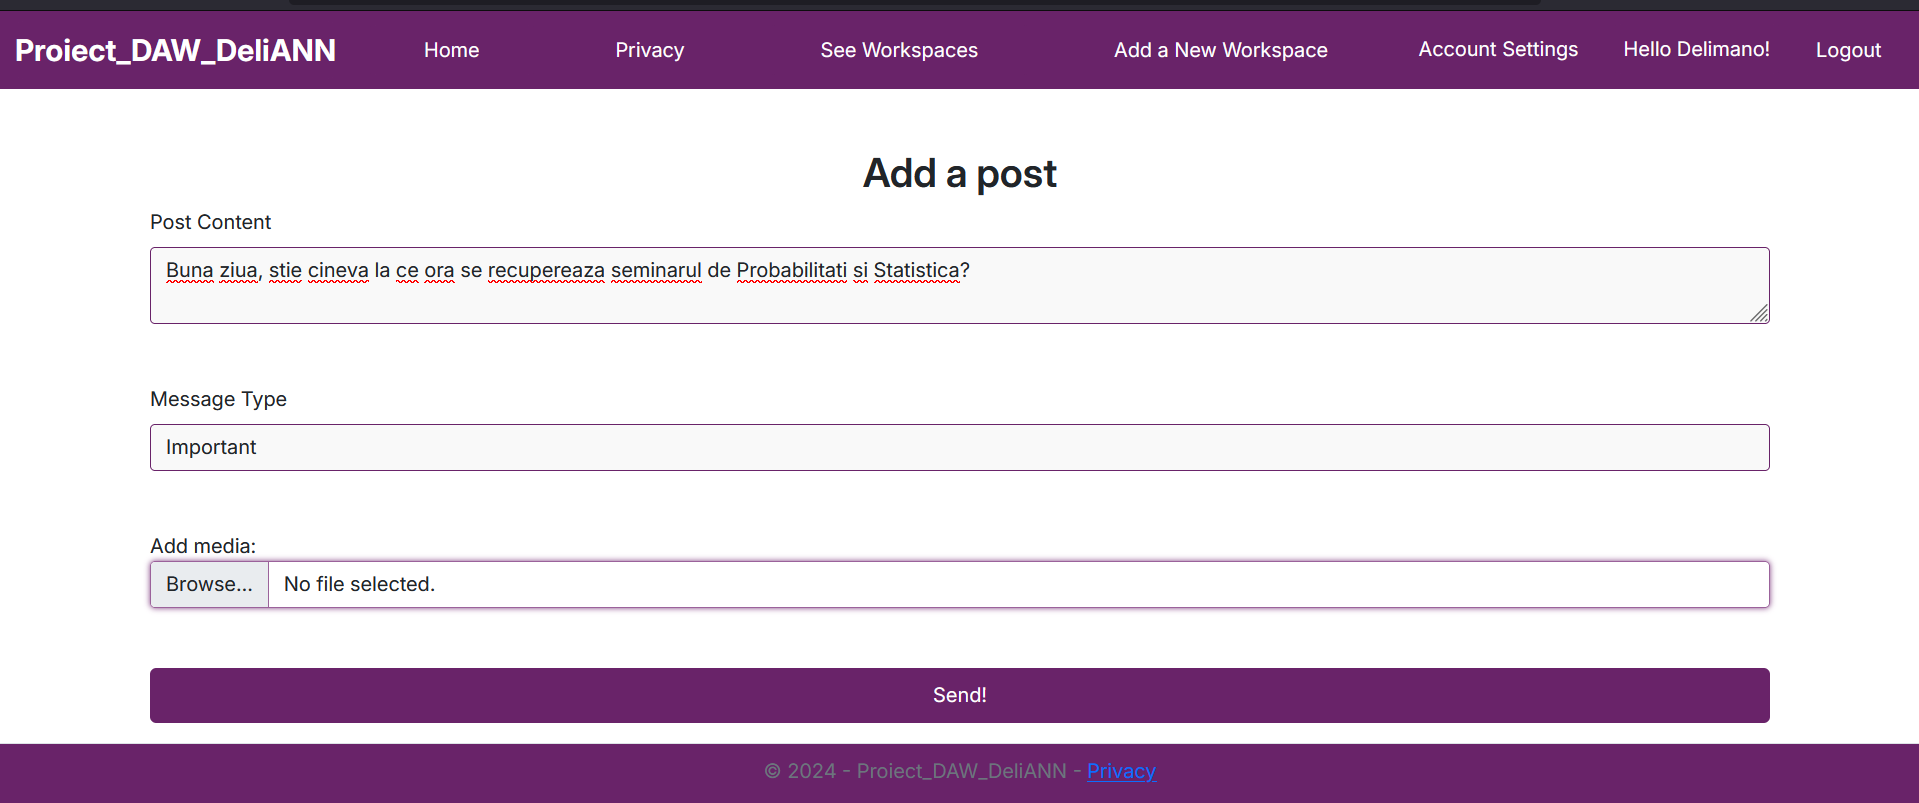 Proiect_DAW_DeliANN Home Privacy See Workspaces Add a New Workspace Account Settings Hello Delimano! Logout
Add a post
Post Content
Buna ziua, stie cineva la ce ora se recupereaza seminarul de Probabilitati si Statistica?
Message Type
Important
Add media:
Browse... No file selected.
Send!
© 2024 - Proiect_DAW_DeliANN - Privacy